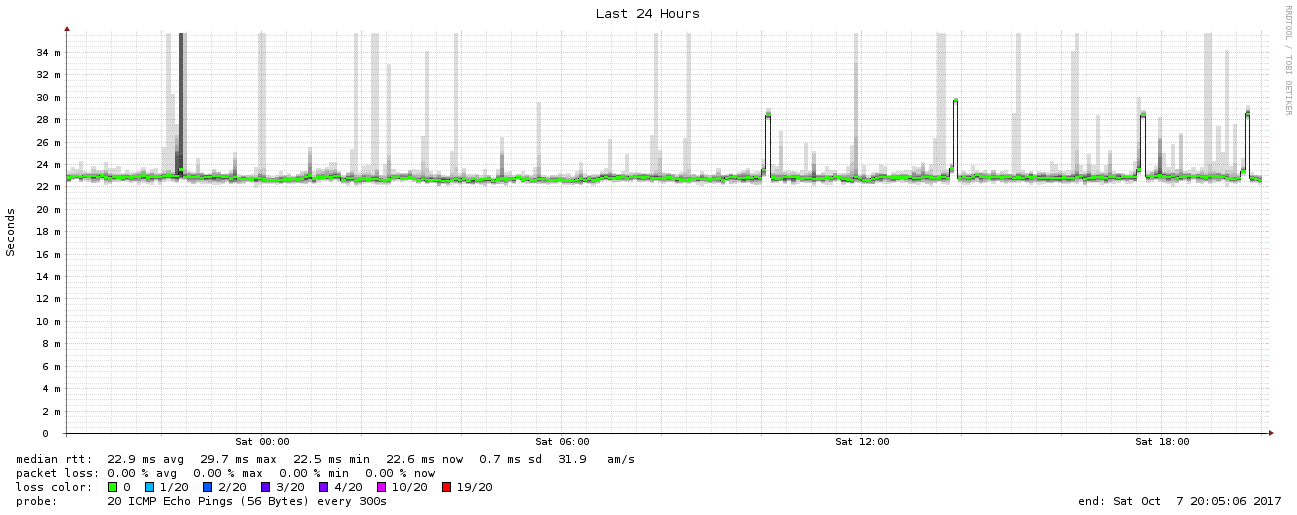 Last 24 Hours
RRDTOOL / TOBI OETIKER
34 m
32 m
30 m
28 m
26 m
24 m
22 m
20 m
18 m
16 m
14 m
12 m
10 m
8 m
6 m
4 m
2 m
0
Seconds
Sat 00:00 Sat 06:00 Sat 12:00 Sat 18:00
median rtt: 22.9 ms avg 29.7 ms max 22.5 ms min 22.6 ms now 0.7 ms sd 31.9 am/s
packet loss: 0.00 % avg 0.00 % max 0.00 % min 0.00 % now
loss color: 0 1/20 2/20 3/20 4/20 10/20 19/20
probe: 20 ICMP Echo Pings (56 Bytes) every 300s end: Sat Oct 7 20:05:06 2017